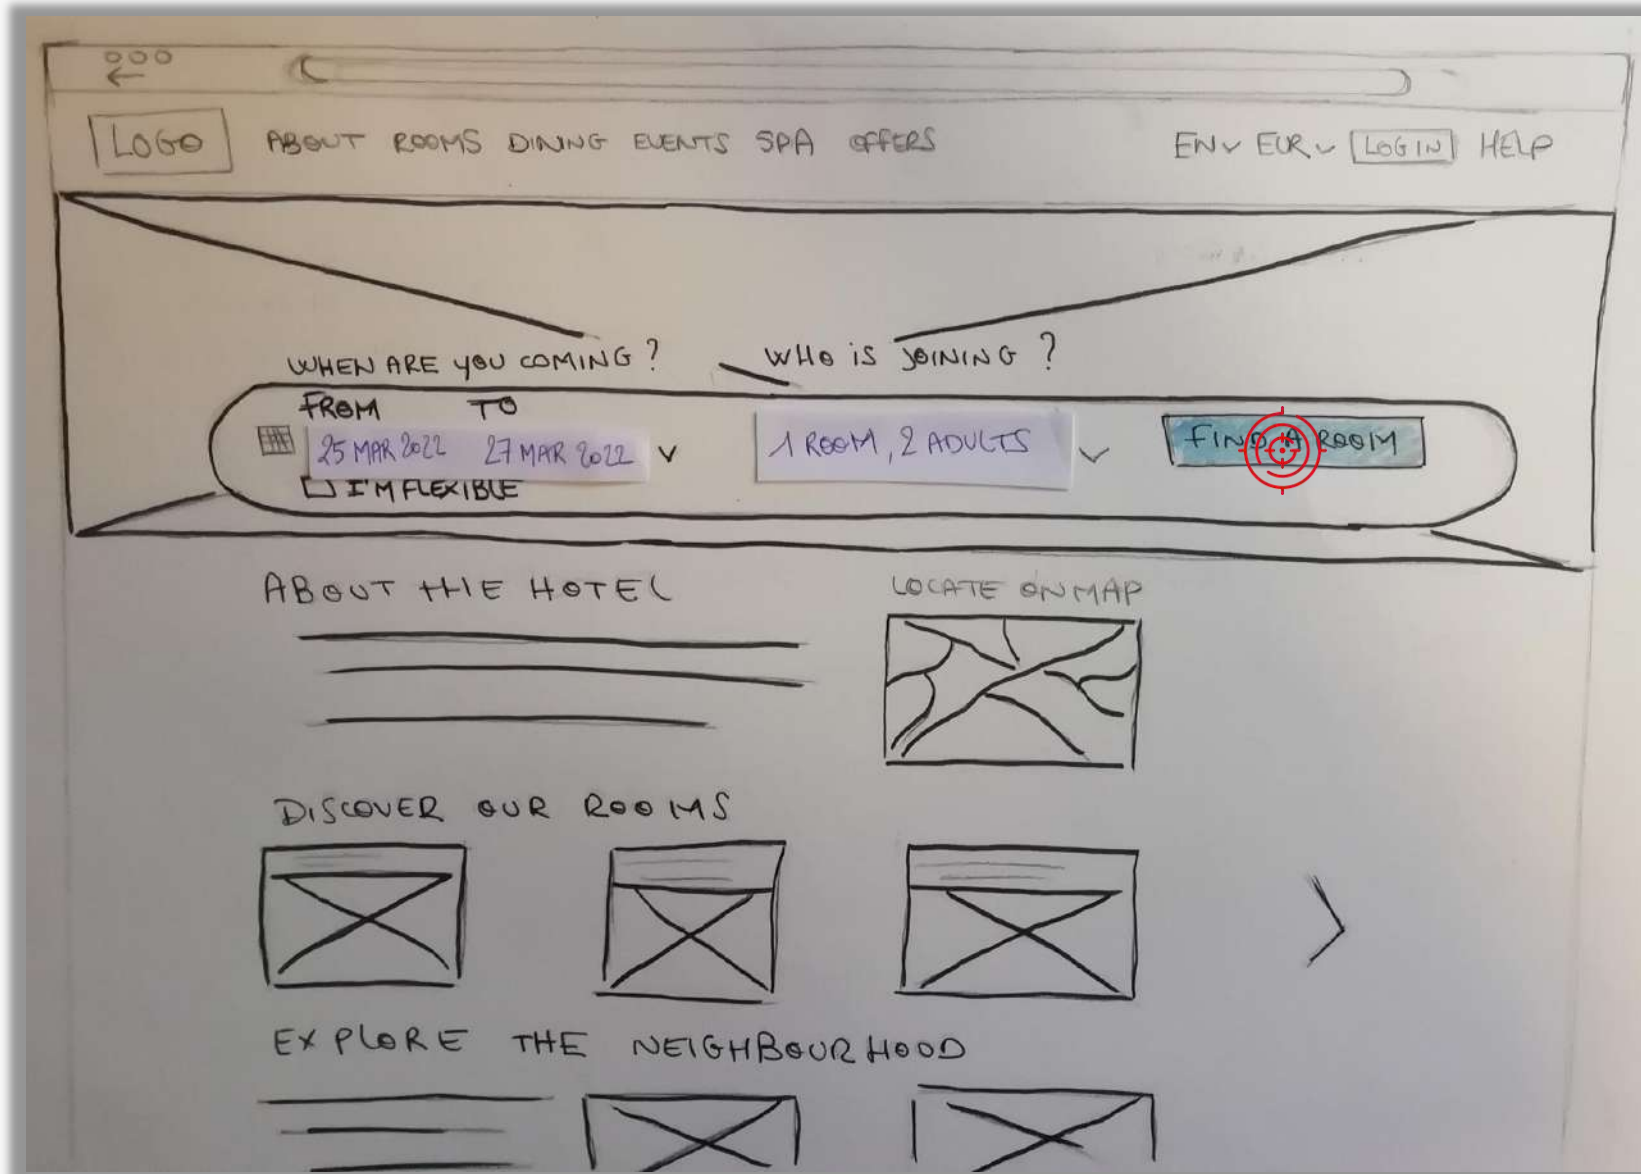 LOGO ABOUT ROOMS DINING EVENTS SPA OFFERS EN EUR LOGIN HELP
WHEN ARE YOU COMING? WHO IS JOINING?
FROM TO
25 MAR 2022 27 MAR 2022 1 ROOM, 2 ADULTS FIND A ROOM
I'M FLEXIBLE
ABOUT THE HOTEL LOCATE ON MAP
DISCOVER OUR ROOMS
EXPLORE THE NEIGHBOURHOOD